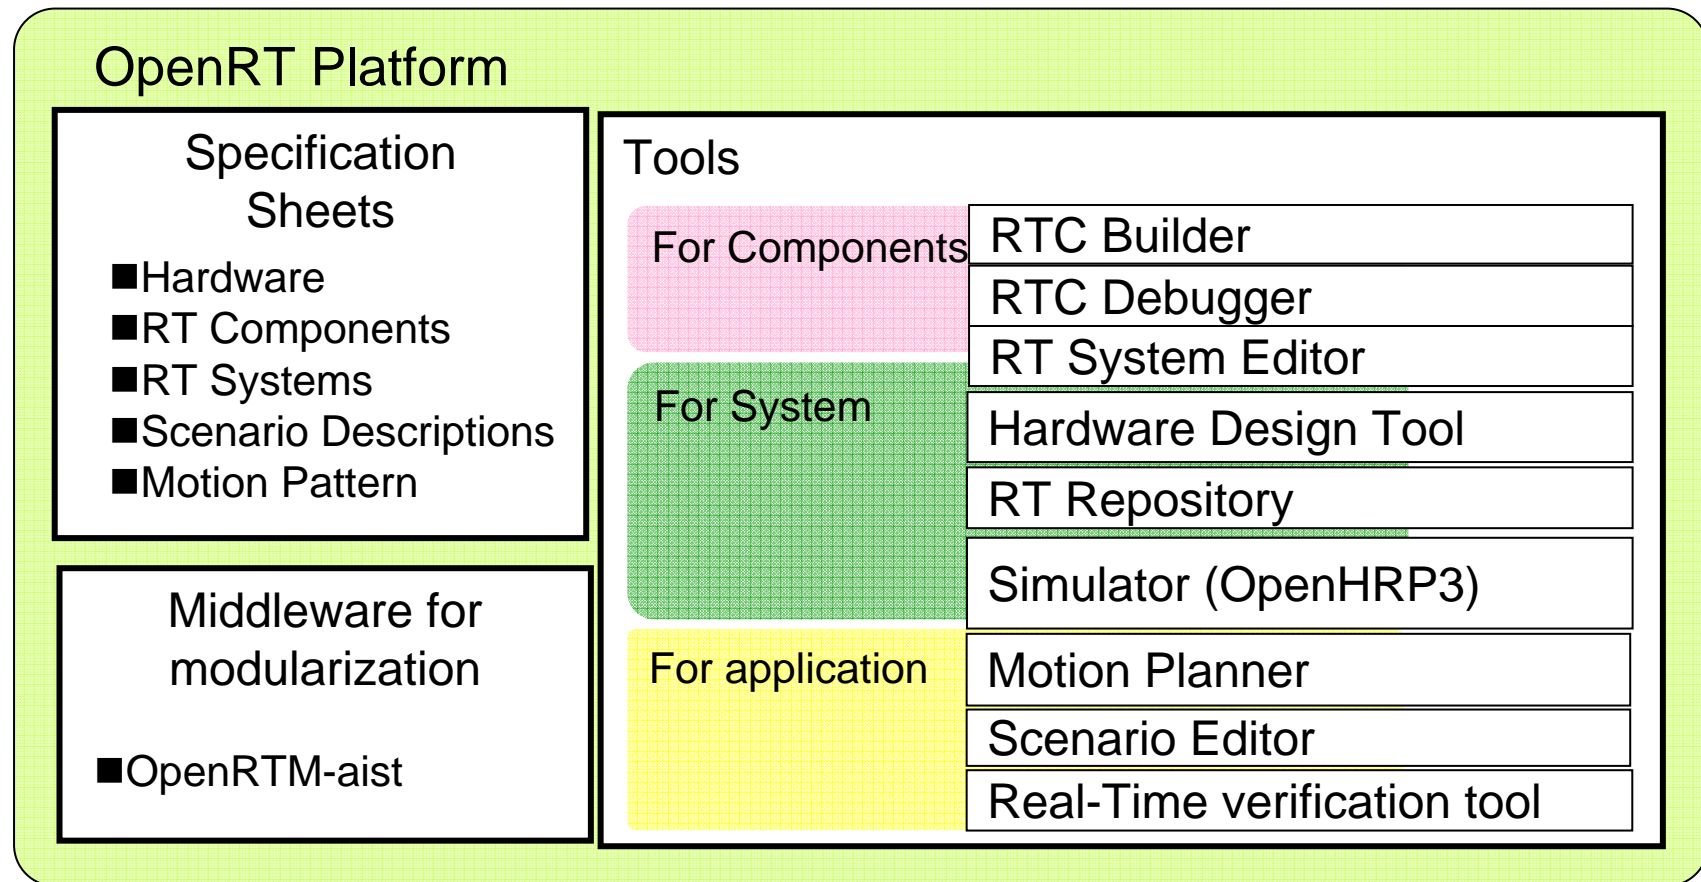 OpenRT Platform
Specification
Sheets
■Hardware
■RT Components
■RT Systems
■Scenario Descriptions
■Motion Pattern
Middleware for
modularization
■OpenRTM-aist
Tools
For Components
RTC Builder
RTC Debugger
RT System Editor
For System
Hardware Design Tool
RT Repository
Simulator (OpenHRP3)
For application
Motion Planner
Scenario Editor
Real-Time verification tool